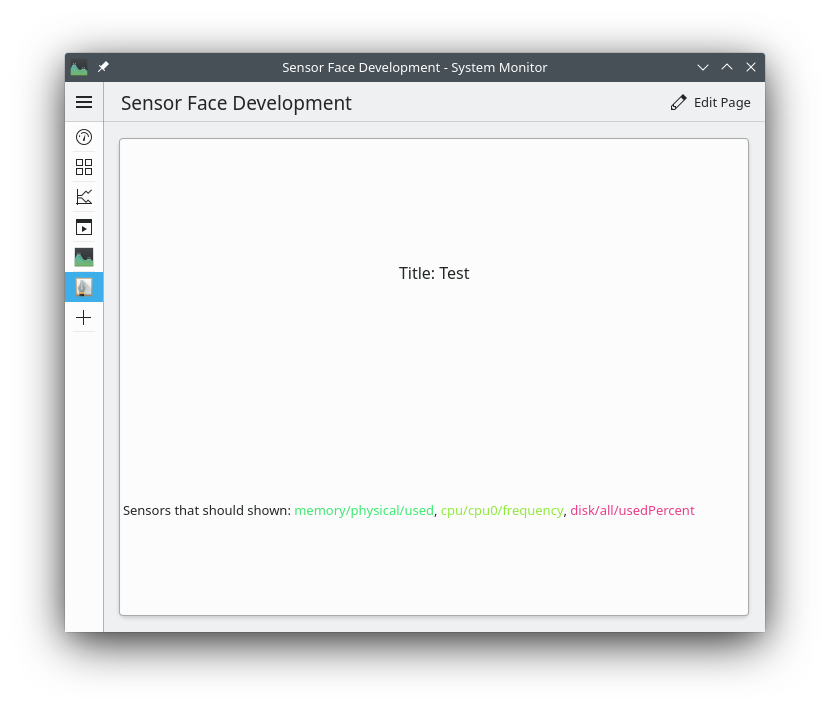 Sensor Face Development - System Monitor
Sensor Face Development
Edit Page
Title: Test
Sensors that should shown: memory/physical/used, cpu/cpu0/frequency, disk/all/usedPercent